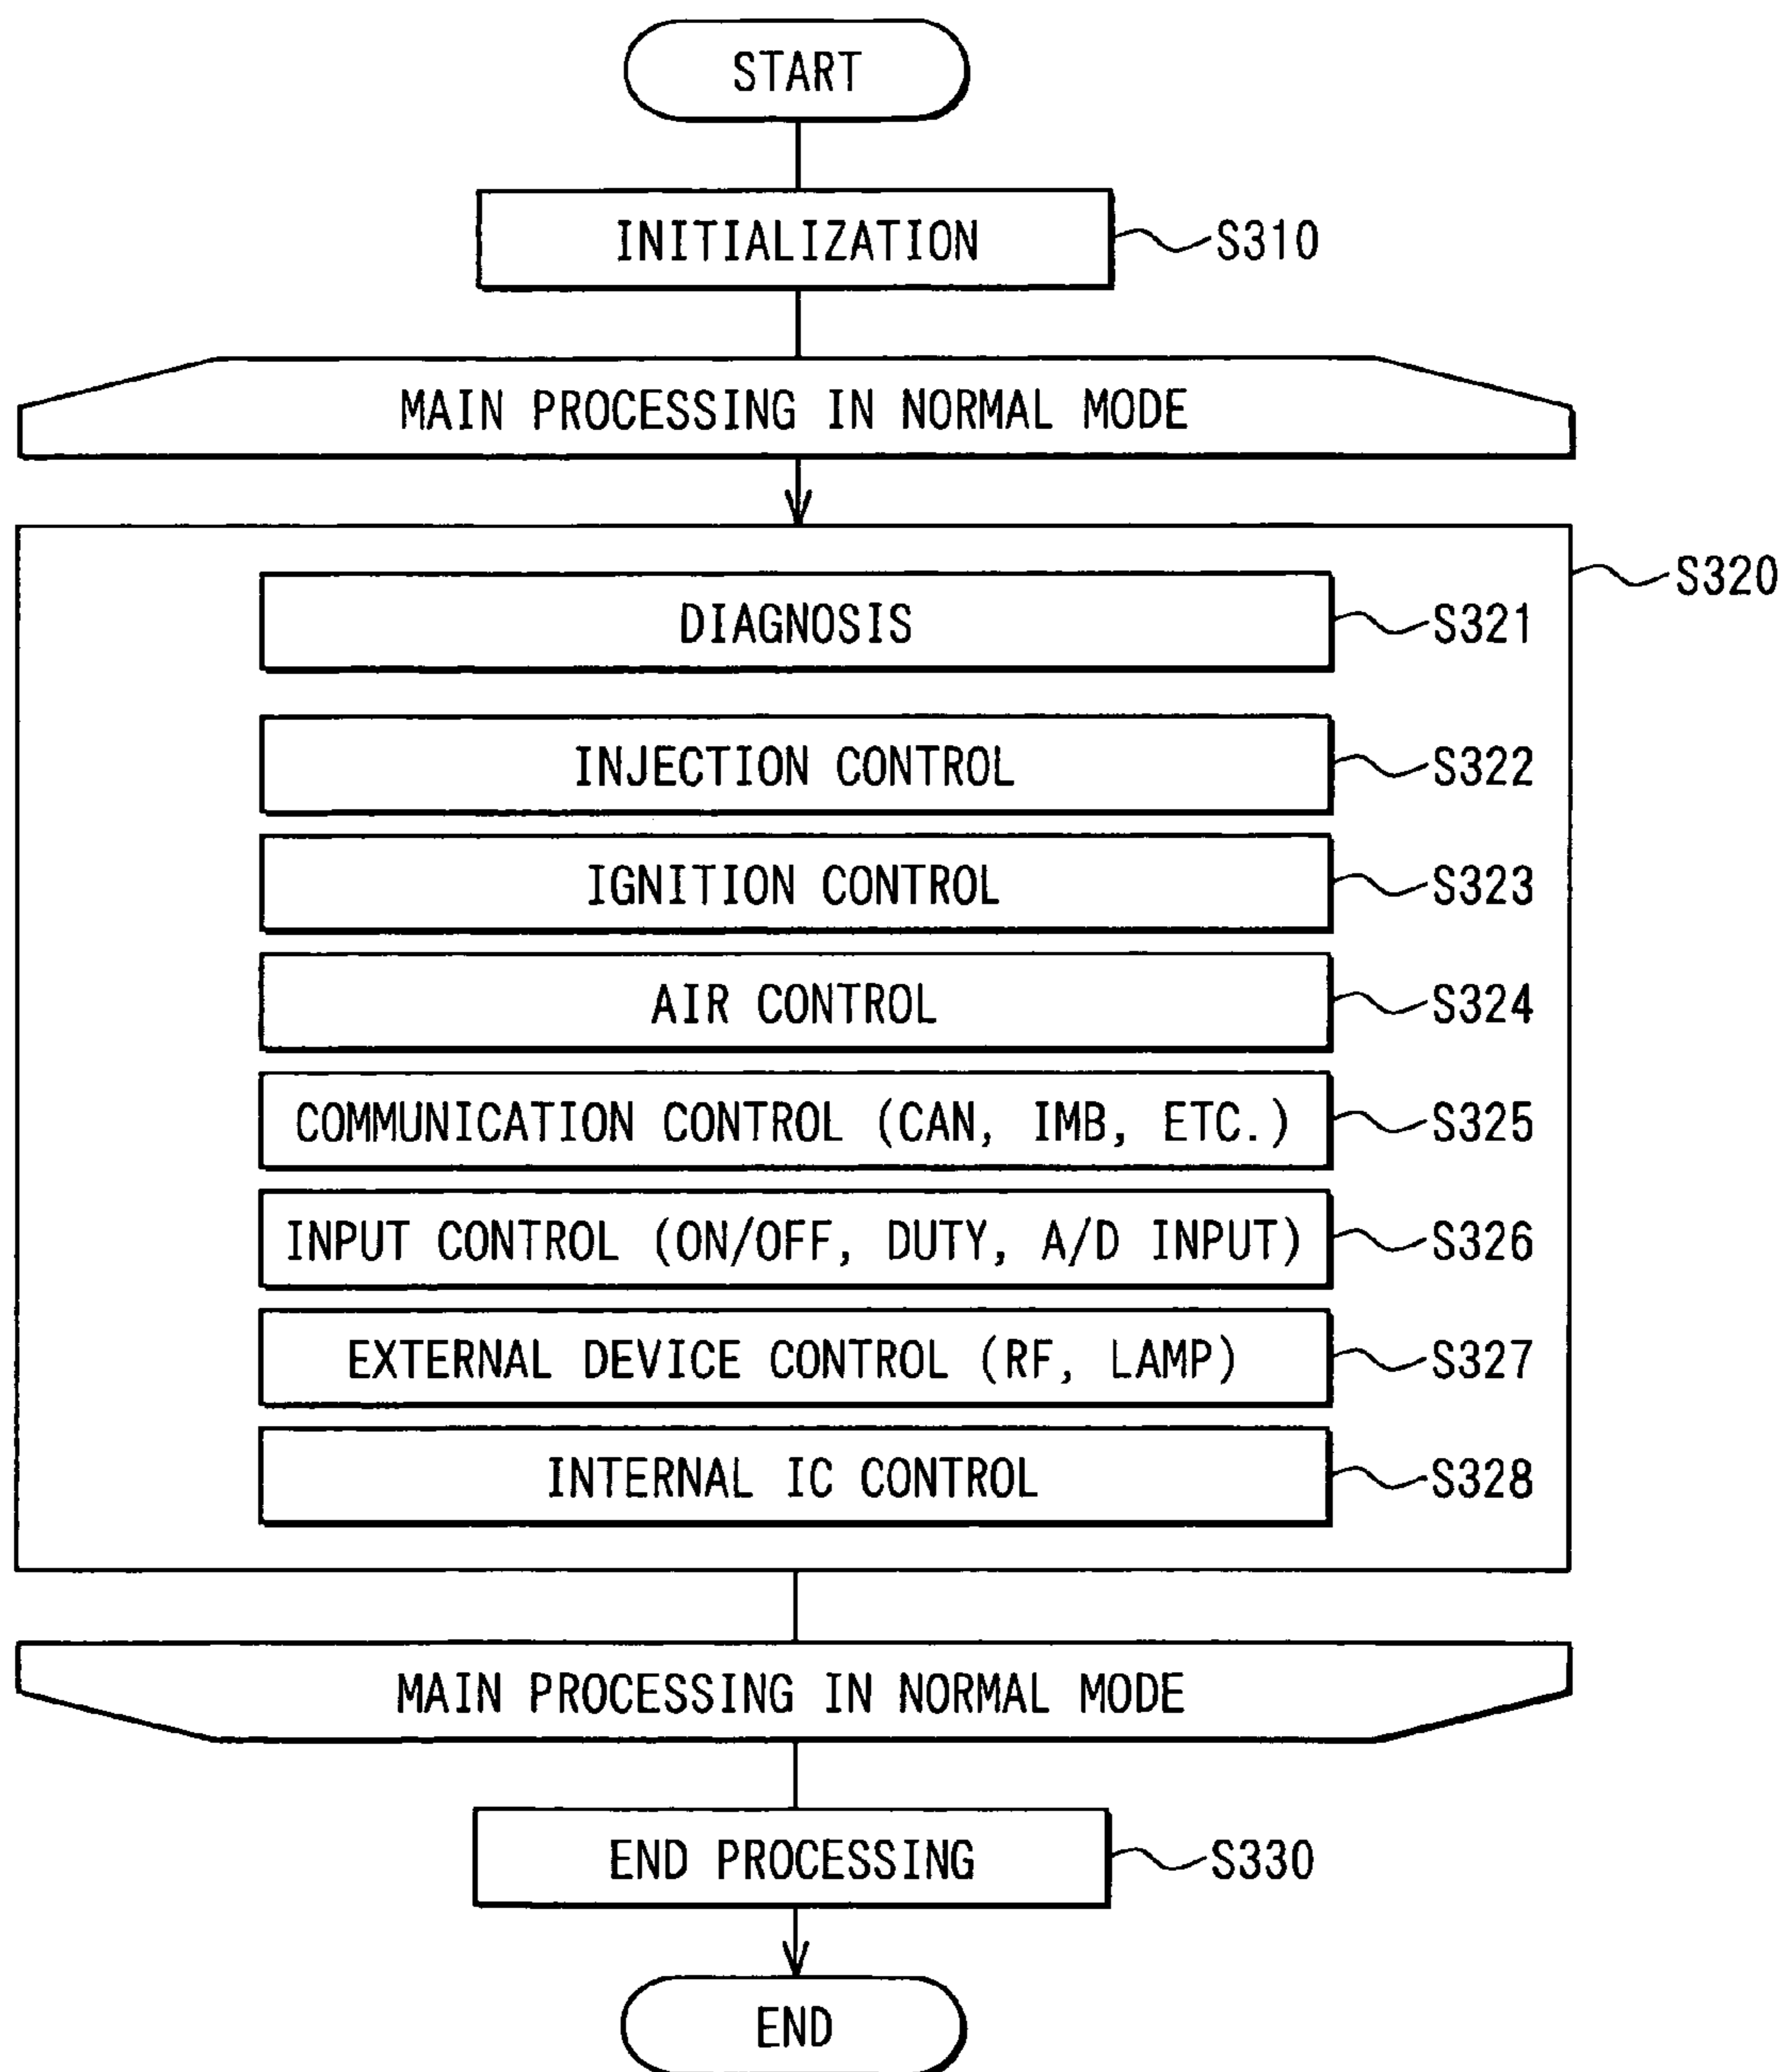 START
INITIALIZATION S310
MAIN PROCESSING IN NORMAL MODE
S320
DIAGNOSIS S321
INJECTION CONTROL S322
IGNITION CONTROL S323
AIR CONTROL S324
COMMUNICATION CONTROL (CAN, IMB, ETC.) S325
INPUT CONTROL (ON/OFF, DUTY, A/D INPUT) S326
EXTERNAL DEVICE CONTROL (RF, LAMP) S327
INTERNAL IC CONTROL S328
MAIN PROCESSING IN NORMAL MODE
END PROCESSING S330
END